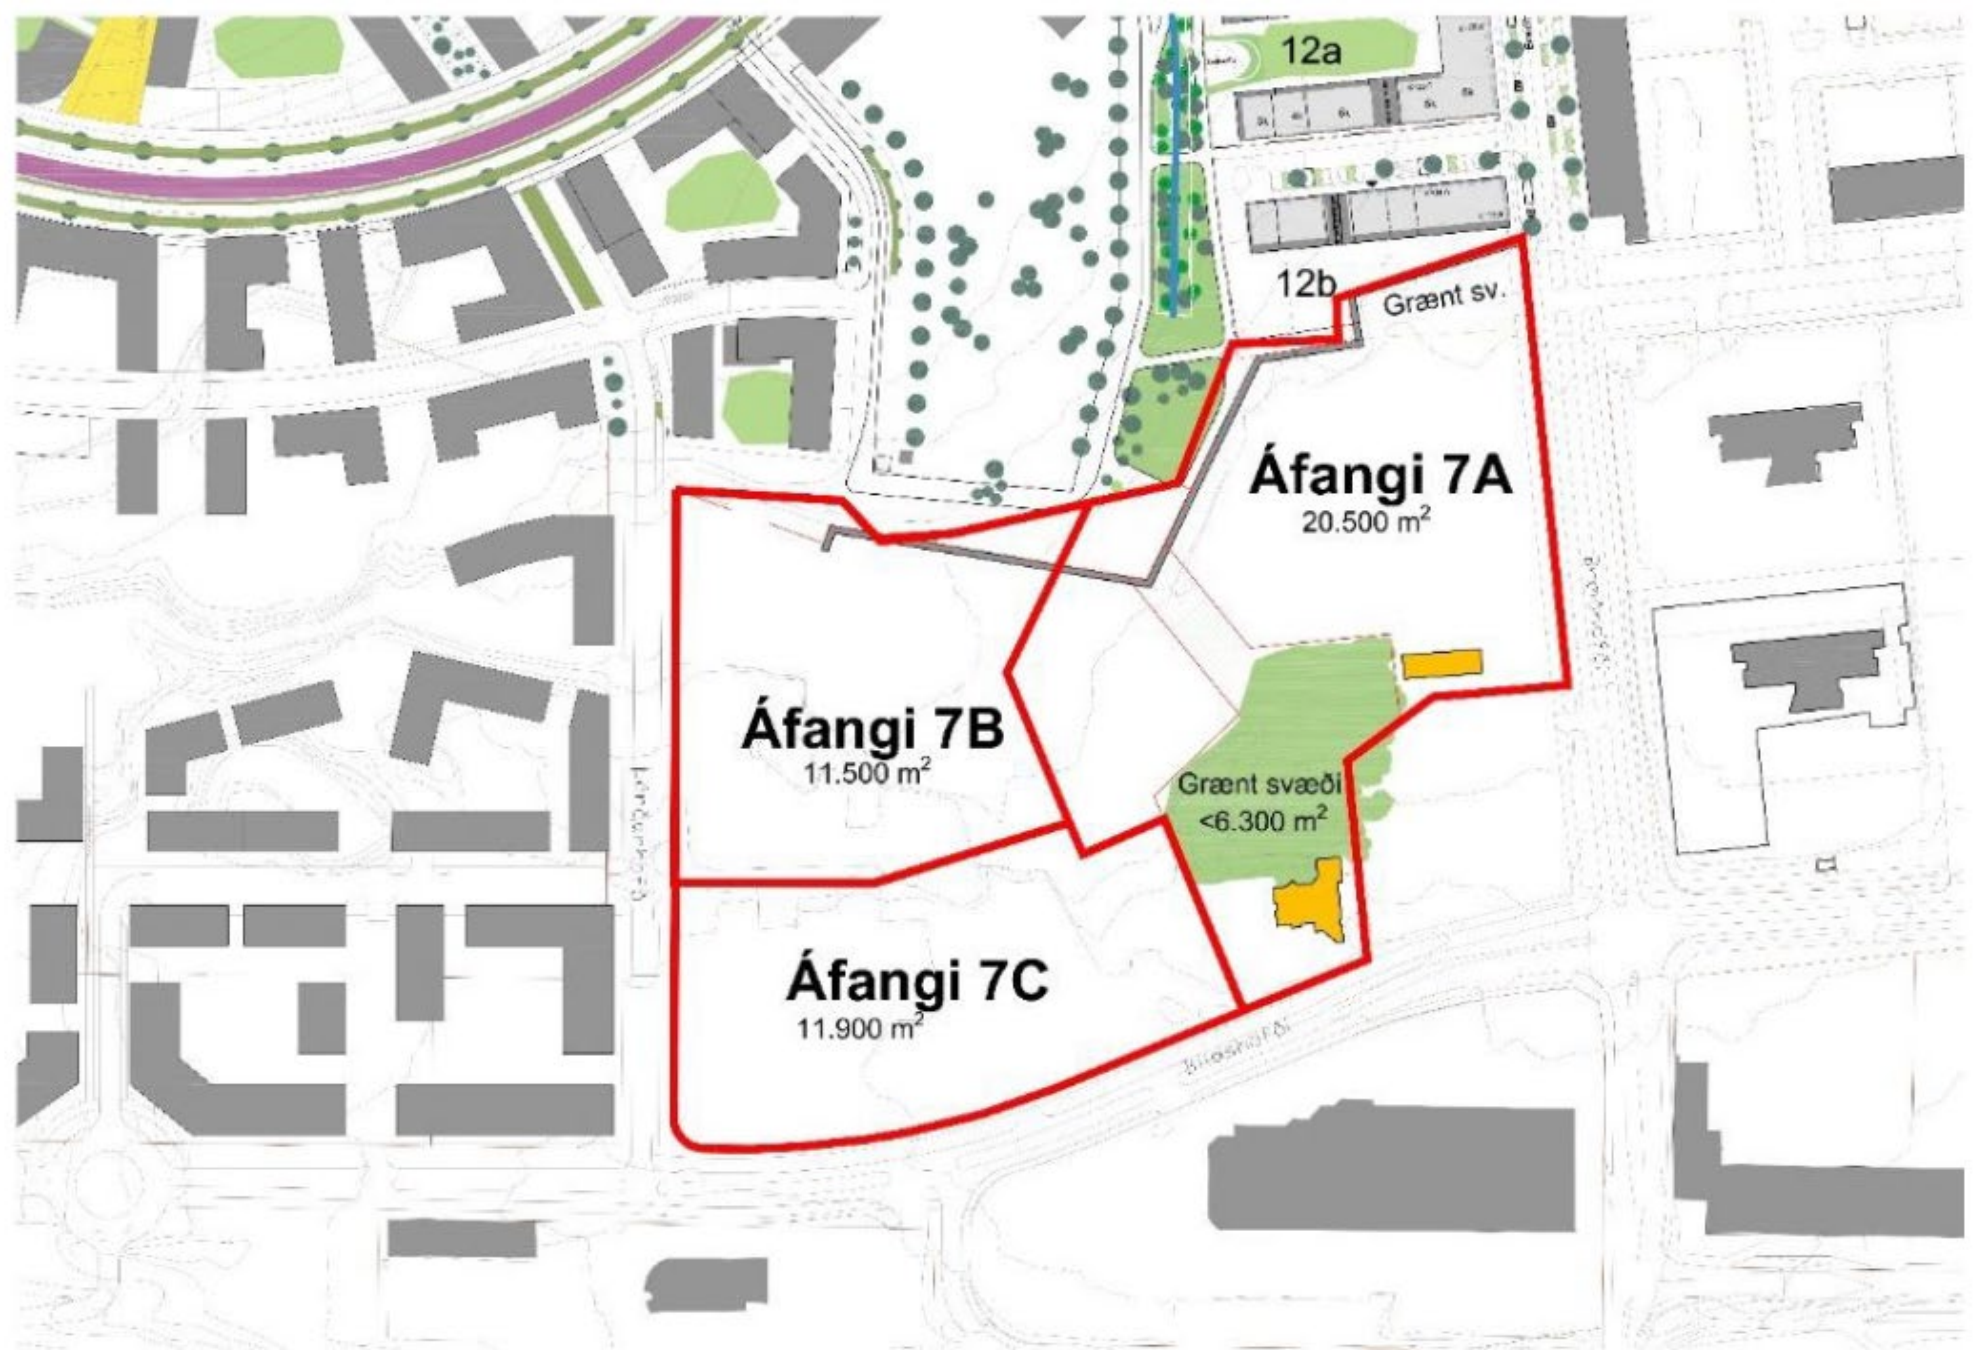 12a
12b
Grænt sv.
Áfangi 7A
20.500 m²
Áfangi 7B
11.500 m²
Grænt svæði
<6.300 m²
Áfangi 7C
11.900 m²
Bíldshöfði